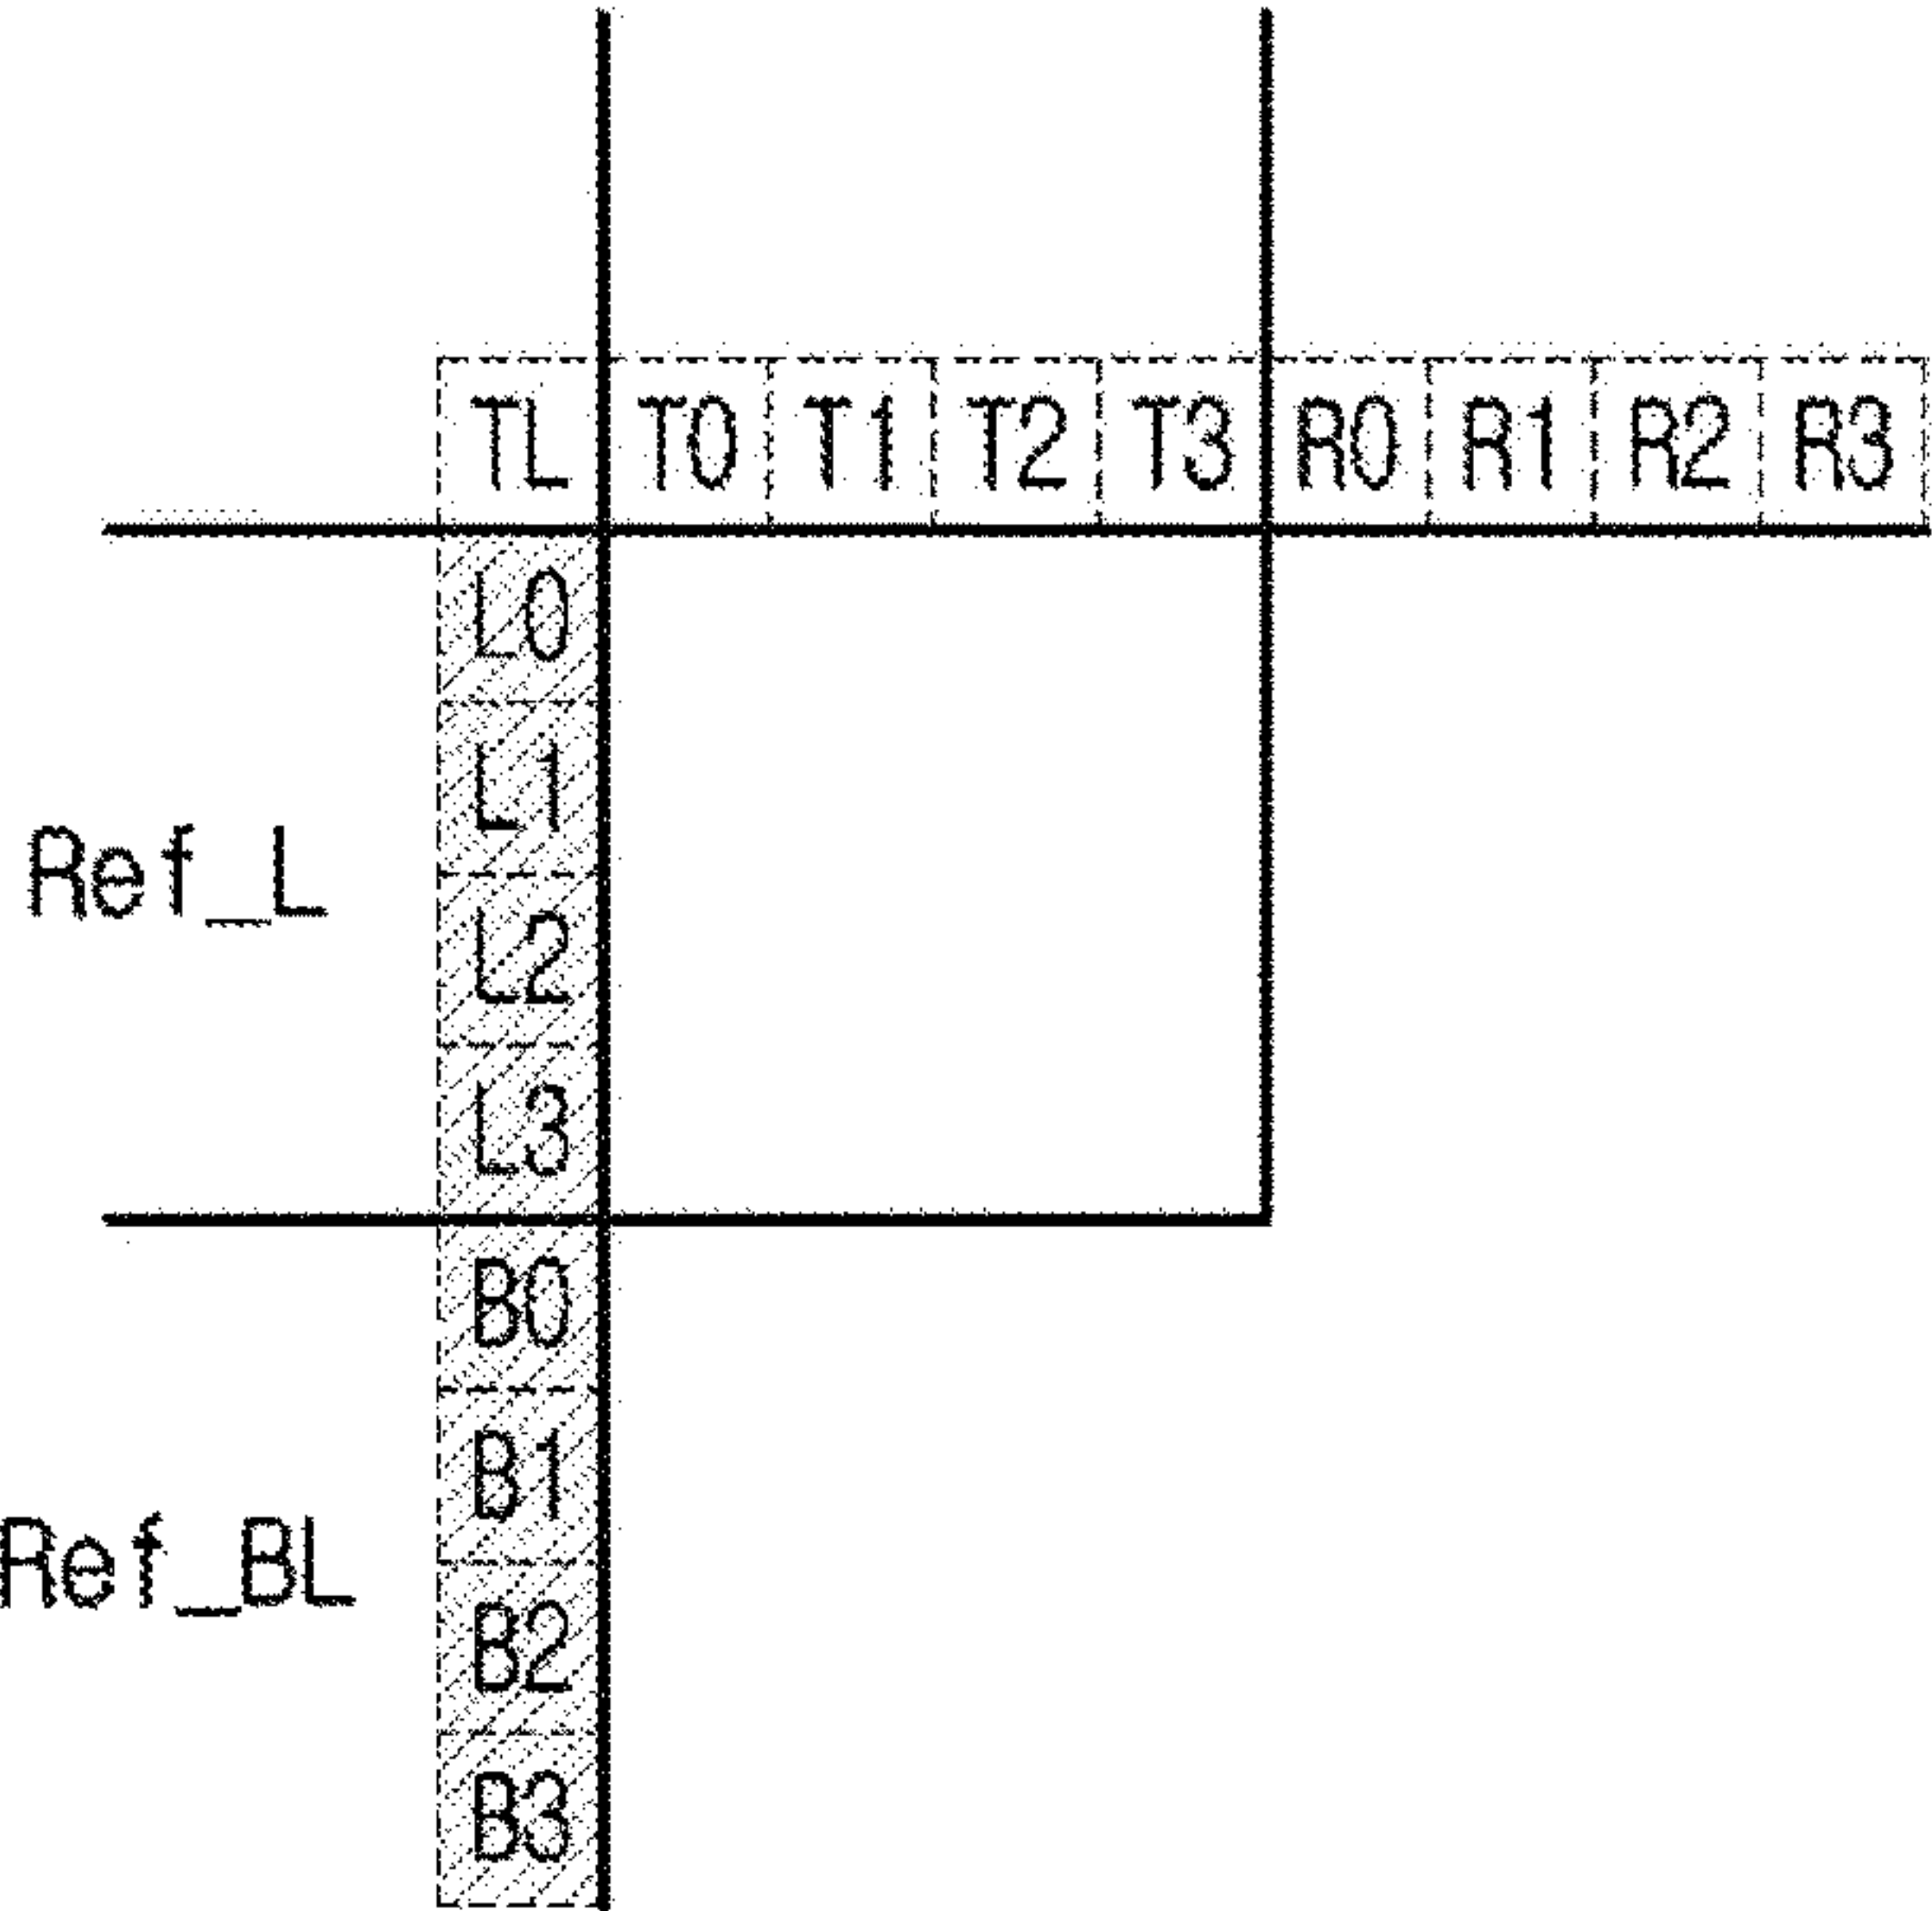 TL T0 T1 T2 T3 R0 R1 R2 R3
L0
L1
Ref_L
L2
L3
B0
B1
Ref_BL
B2
B3